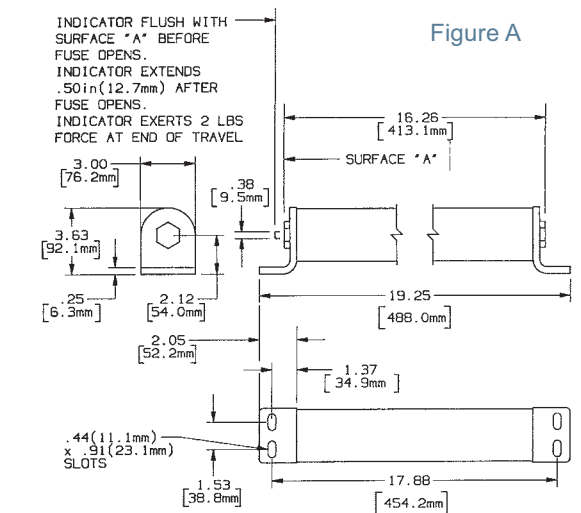 INDICATOR FLUSH WITH
SURFACE "A" BEFORE
FUSE OPENS.
INDICATOR EXTENDS
.50in(12.7mm) AFTER
FUSE OPENS.
INDICATOR EXERTS 2 LBS
FORCE AT END OF TRAVEL
Figure A
16.26
[413.1mm]
SURFACE "A"
3.00
[76.2mm]
.38
[9.5mm]
3.63
[92.1mm]
.25
[6.3mm]
2.12
[54.0mm]
19.25
[488.0mm]
2.05
[52.2mm]
1.37
[34.9mm ]
.44(11.1mm)
x .91(23.1mm)
SLOTS
1.53
[38.8mm]
17.88
[454.2mm]